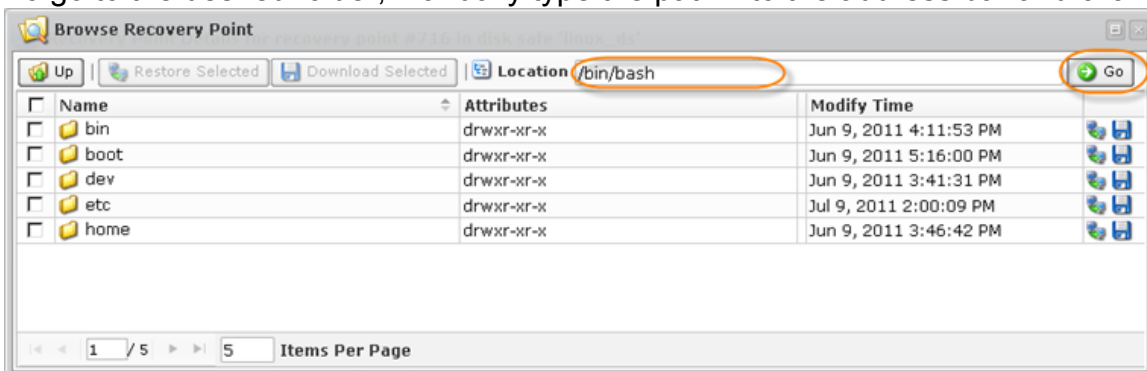 Browse Recovery Point
Up Restore Selected Download Selected Location /bin/bash Go
Name Attributes Modify Time
bin drwxr-xr-x Jun 9, 2011 4:11:53 PM
boot drwxr-xr-x Jun 9, 2011 5:16:00 PM
dev drwxr-xr-x Jun 9, 2011 3:41:31 PM
etc drwxr-xr-x Jul 9, 2011 2:00:09 PM
home drwxr-xr-x Jun 9, 2011 3:46:42 PM
1 / 5 5 Items Per Page